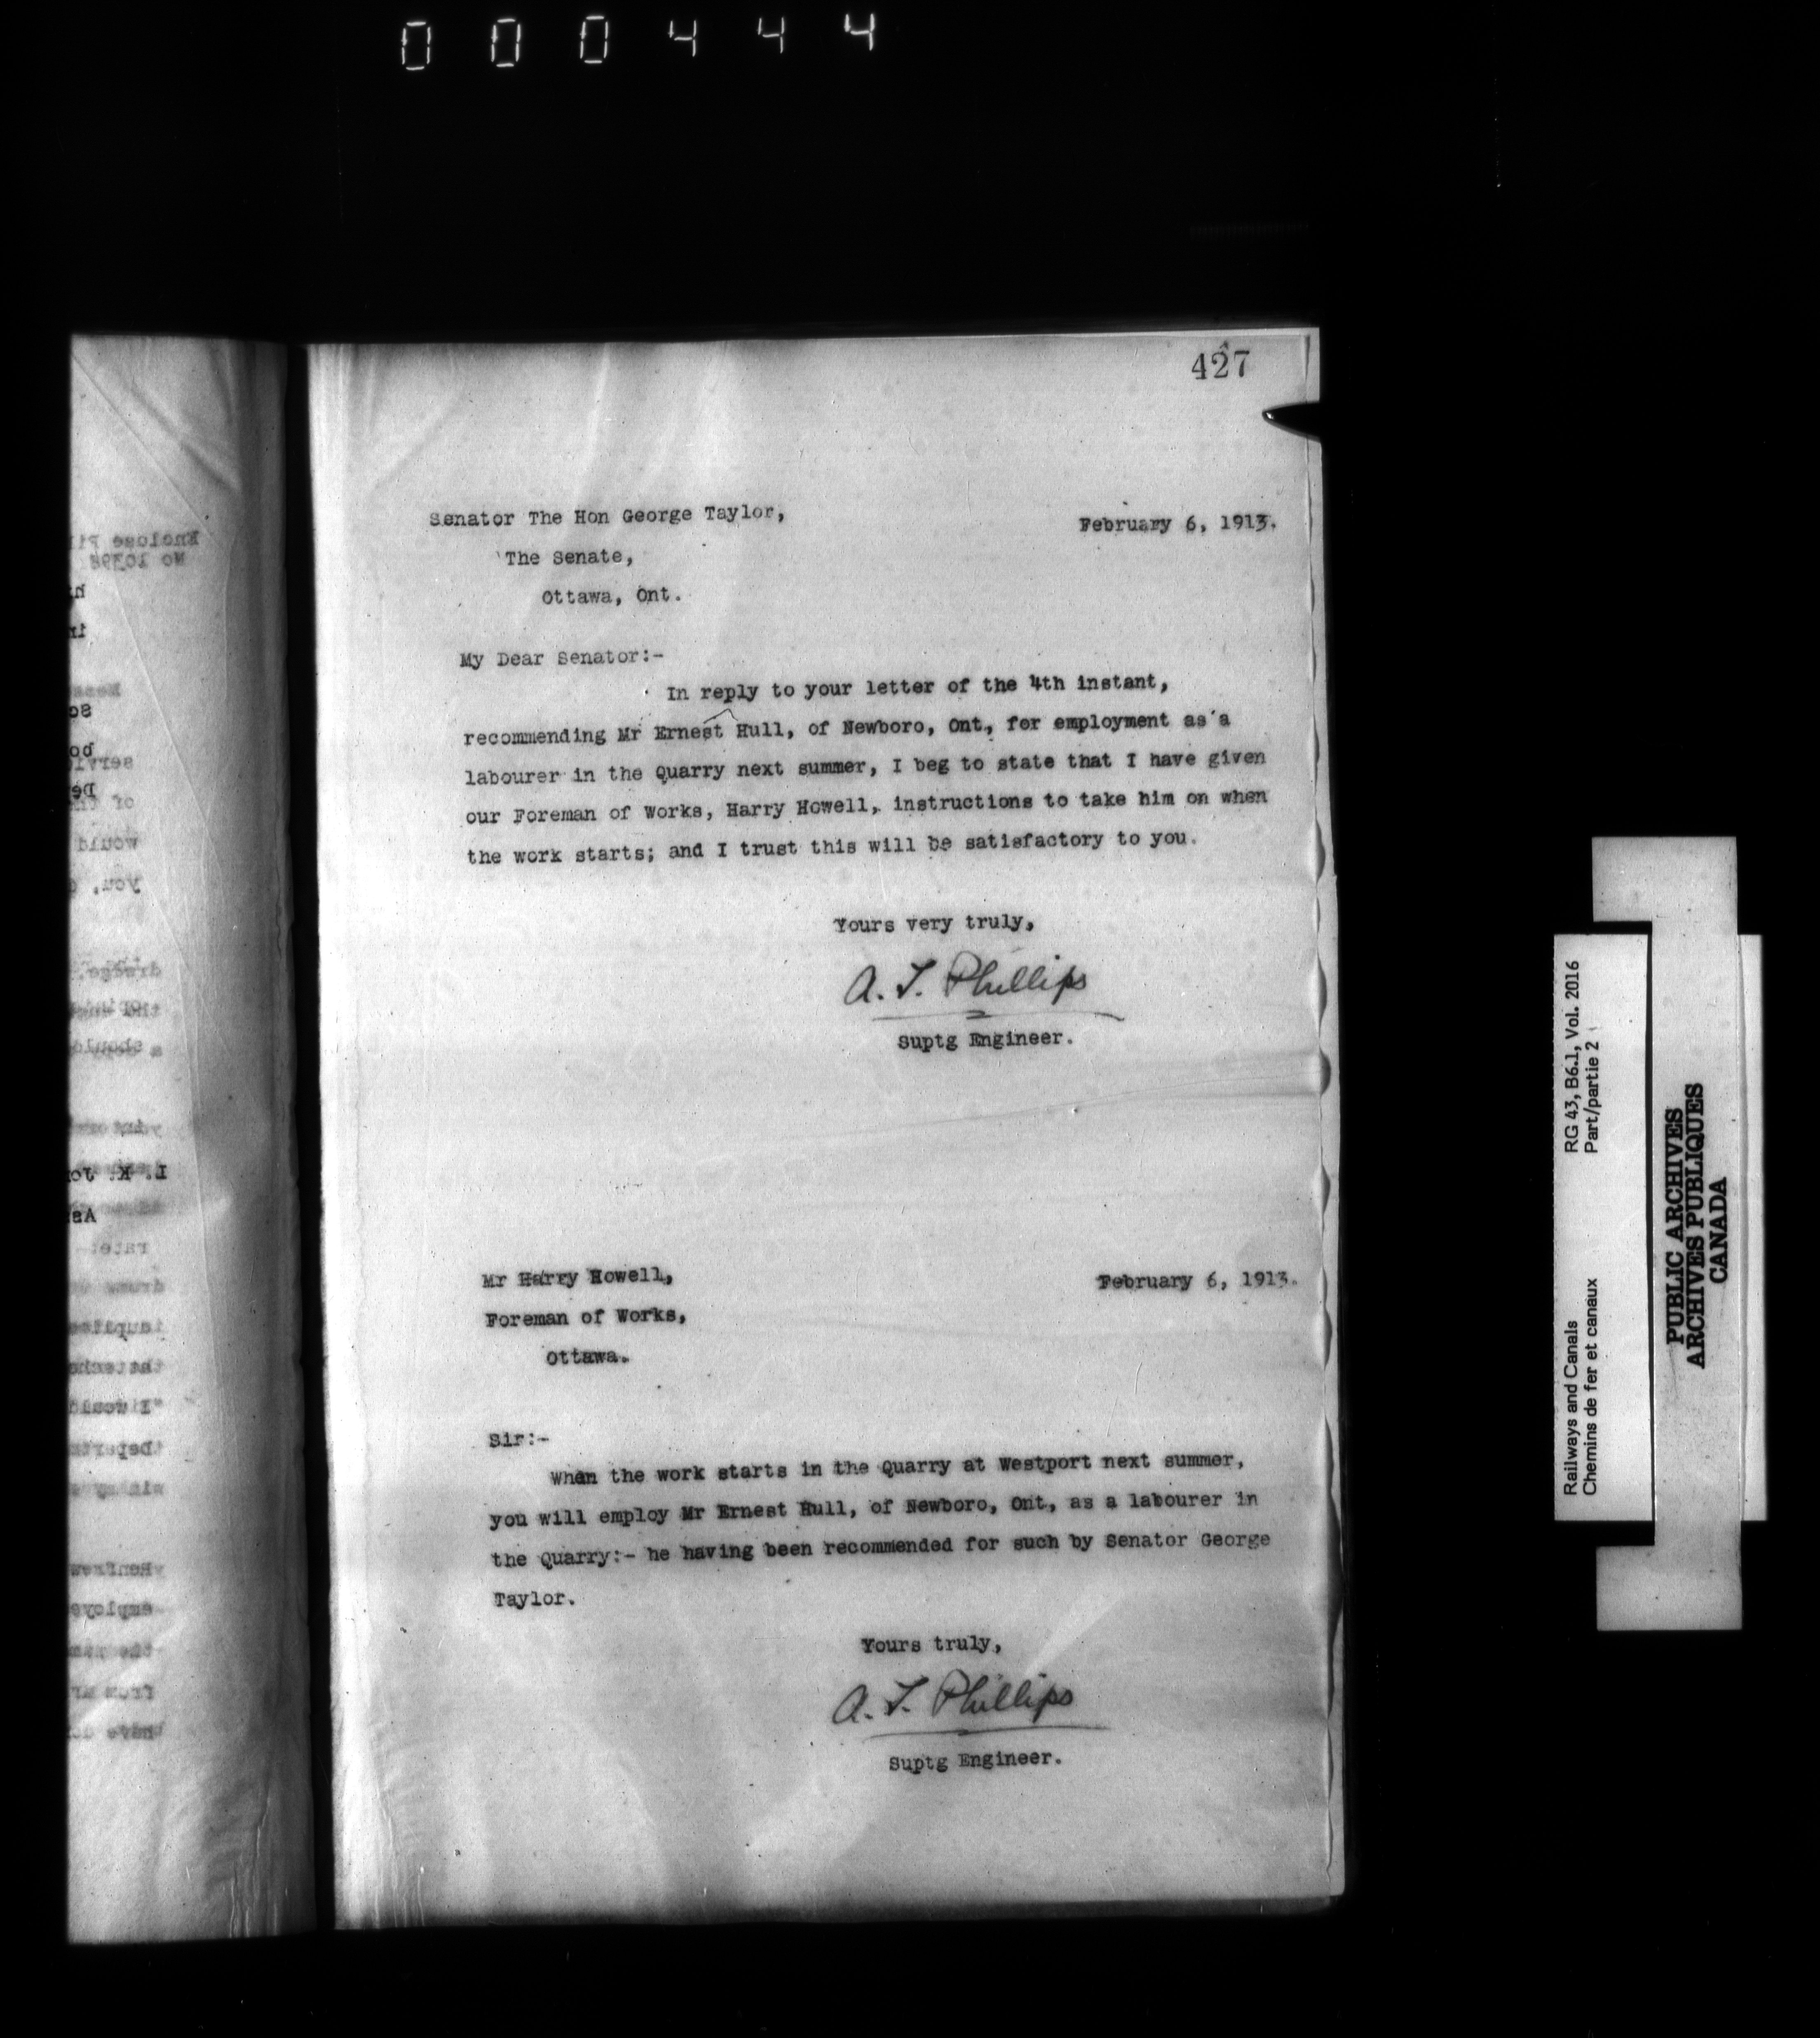 000444
427
Senator The Hon George Taylor,
February 6, 1913.
The Senate,
Ottawa, Ont.
My Dear Senator:-
In reply to your letter of the 4th instant,
recommending Mr Ernest Hull, of Newboro, Ont., for employment as a
labourer in the Quarry next summer, I beg to state that I have given
our Foreman of Works, Harry Howell, instructions to take him on when
the work starts; and I trust this will be satisfactory to you.
Yours very truly,
A. T. Phillips
Suptg Engineer.
Mr Harry Howell,
February 6, 1913.
Foreman of Works,
Ottawa.
Sir:-
When the work starts in the Quarry at Westport next summer,
you will employ Mr Ernest Hull, of Newboro, Ont., as a labourer in
the Quarry:- he having been recommended for such by Senator George
Taylor.
Yours truly,
A. T. Phillips
Suptg Engineer.
Railways and Canals
Chemins de fer et canaux
RG 43, B6.1, Vol. 2016
Part/partie 2
PUBLIC ARCHIVES
ARCHIVES PUBLIQUES
CANADA